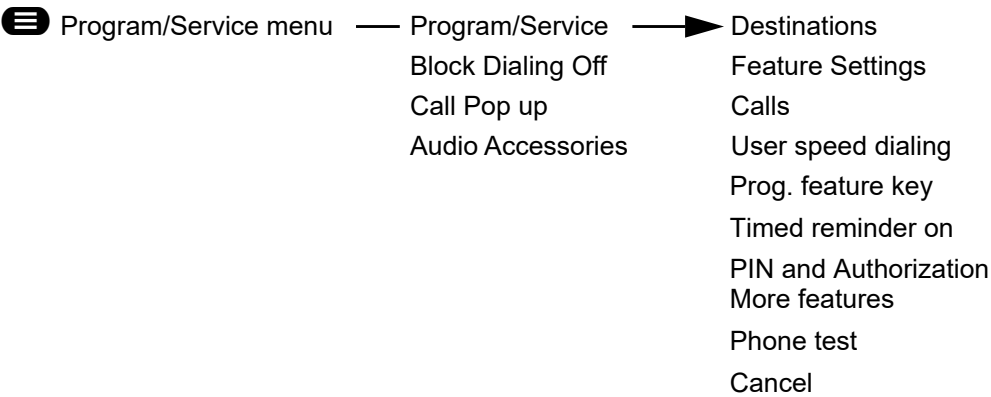 Program/Service menu
Program/Service
Block Dialing Off
Call Pop up
Audio Accessories
Destinations
Feature Settings
Calls
User speed dialing
Prog. feature key
Timed reminder on
PIN and Authorization
More features
Phone test
Cancel